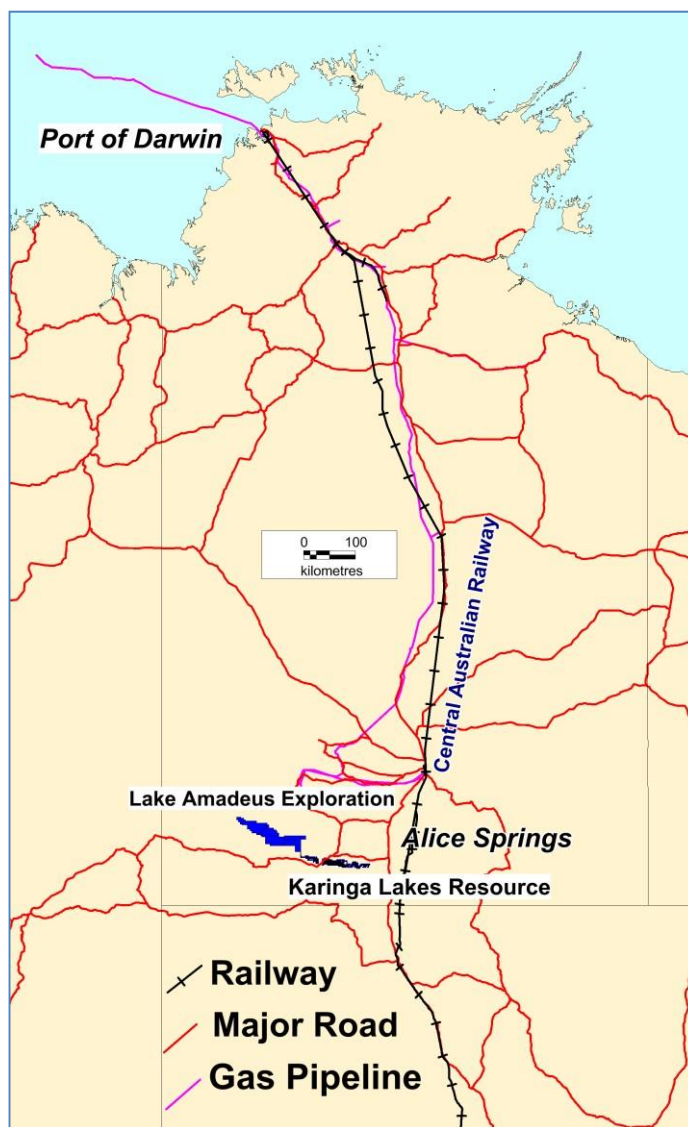 Port of Darwin
0 100
kilometres
Central Australian Railway
Lake Amadeus Exploration
Alice Springs
Karinga Lakes Resource
Railway
Major Road
Gas Pipeline